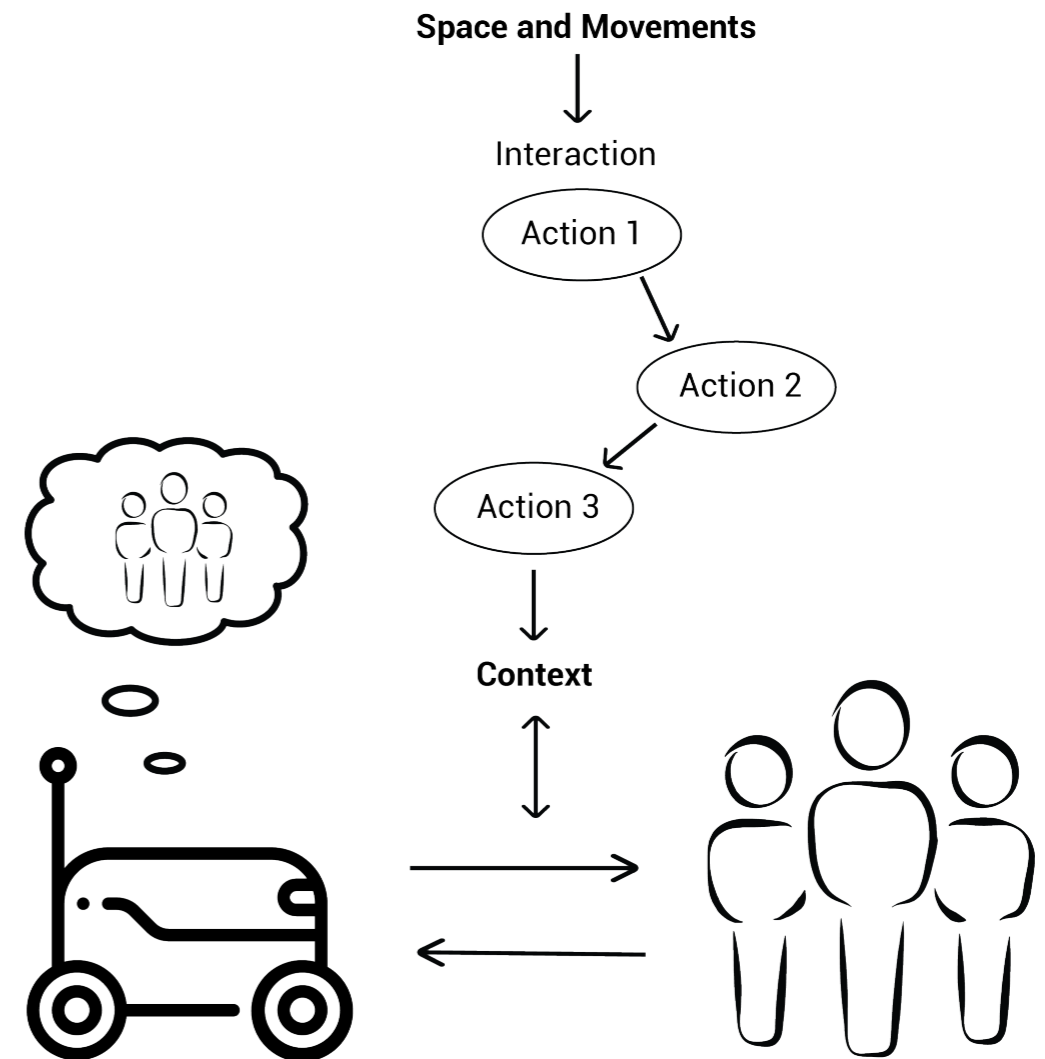 Space and Movements
Interaction
Action 1
Action 2
Action 3
Context